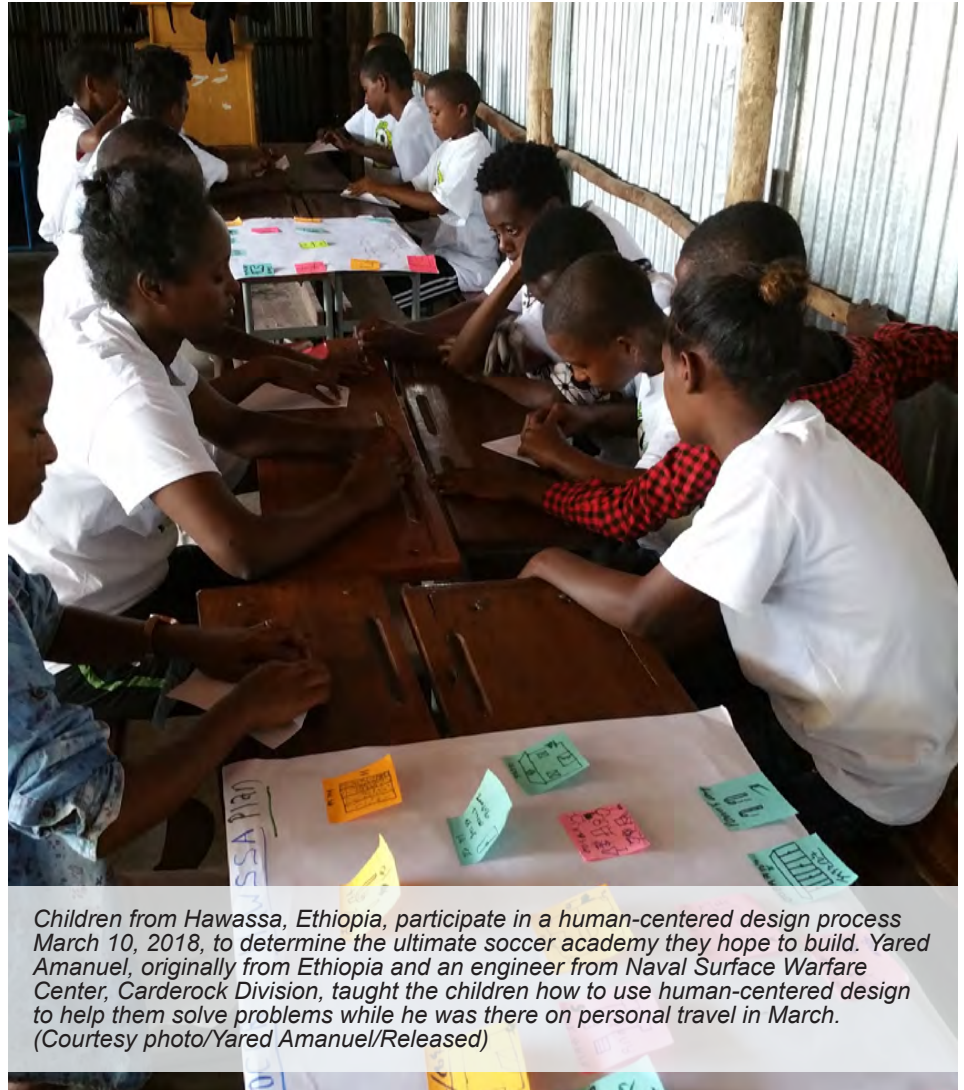 Children from Hawassa, Ethiopia, participate in a human-centered design process
March 10, 2018, to determine the ultimate soccer academy they hope to build. Yared
Amanuel, originally from Ethiopia and an engineer from Naval Surface Warfare
Center, Carderock Division, taught the children how to use human-centered design
to help them solve problems while he was there on personal travel in March.
(Courtesy photo/Yared Amanuel/Released)